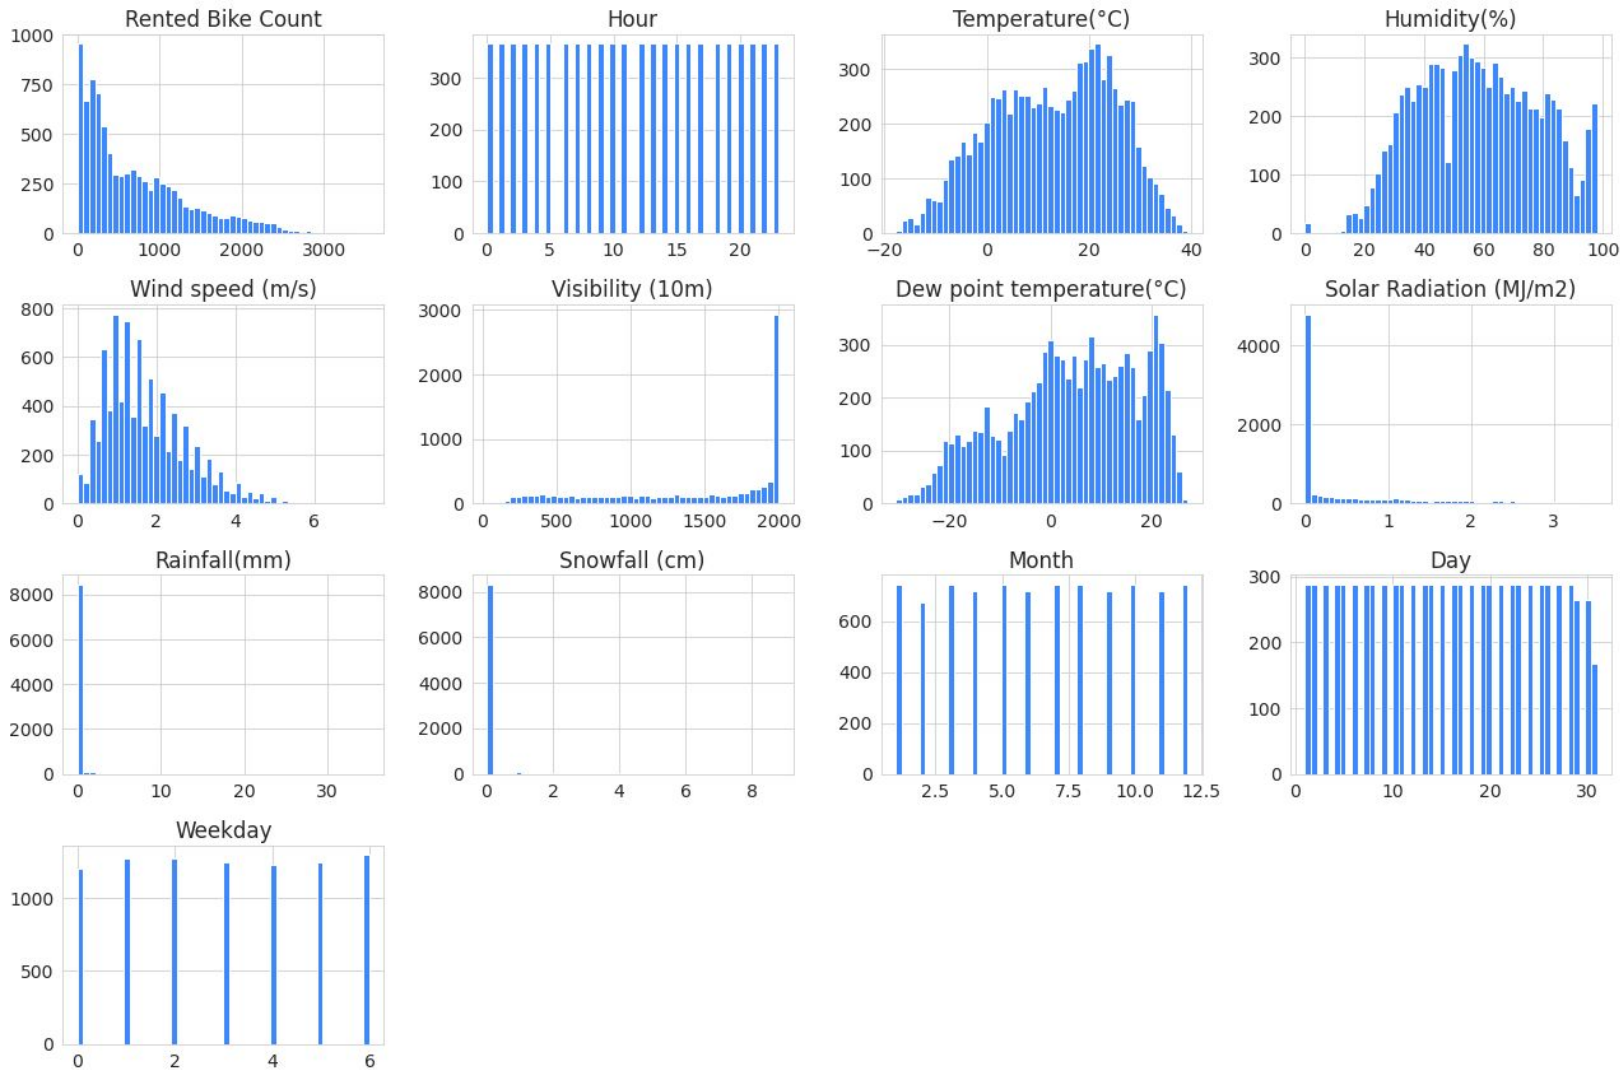 Rented Bike Count
1000
750
500
250
0
0 1000 2000 3000
Hour
300
200
100
0
0 5 10 15 20
Temperature(°C)
300
200
100
0
−20 0 20 40
Humidity(%)
300
200
100
0
0 20 40 60 80 100
Wind speed (m/s)
800
600
400
200
0
0 2 4 6
Visibility (10m)
3000
2000
1000
0
0 500 1000 1500 2000
Dew point temperature(°C)
300
200
100
0
−20 0 20
Solar Radiation (MJ/m2)
4000
2000
0
0 1 2 3
Rainfall(mm)
8000
6000
4000
2000
0
0 10 20 30
Snowfall (cm)
8000
6000
4000
2000
0
0 2 4 6 8
Month
600
400
200
0
2.5 5.0 7.5 10.0 12.5
Day
300
200
100
0
0 10 20 30
Weekday
1000
500
0
0 2 4 6